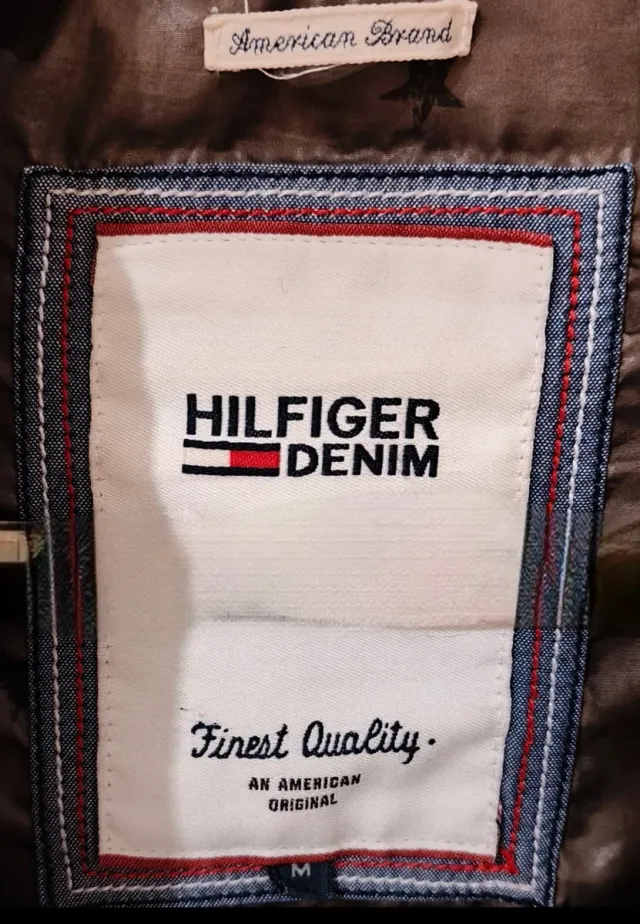 American Brand
HILFIGER
DENIM
Finest Quality.
AN AMERICAN
ORIGINAL
M